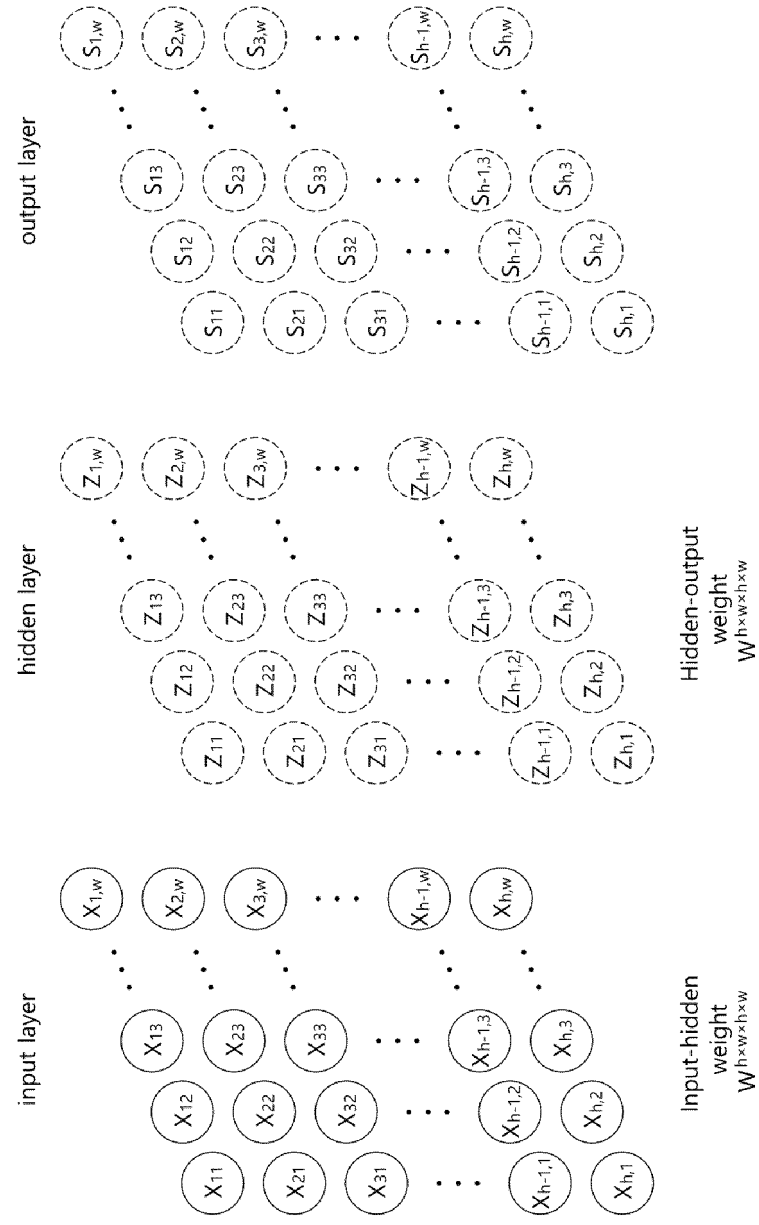 input layer
hidden layer
output layer
X11
X12
X13
X1,w
X21
X22
X23
X2,w
X31
X32
X33
X3,w
Xh-1,1
Xh-1,2
Xh-1,3
Xh-1,w
Xh,1
Xh,2
Xh,3
Xh,w
Z11
Z12
Z13
Z1,w
Z21
Z22
Z23
Z2,w
Z31
Z32
Z33
Z3,w
Zh-1,1
Zh-1,2
Zh-1,3
Zh-1,w
Zh,1
Zh,2
Zh,3
Zh,w
S11
S12
S13
S1,w
S21
S22
S23
S2,w
S31
S32
S33
S3,w
Sh-1,1
Sh-1,2
Sh-1,3
Sh-1,w
Sh,1
Sh,2
Sh,3
Sh,w
Input-hidden
weight
Wh×w×h×w
Hidden-output
weight
Wh×w×h×w